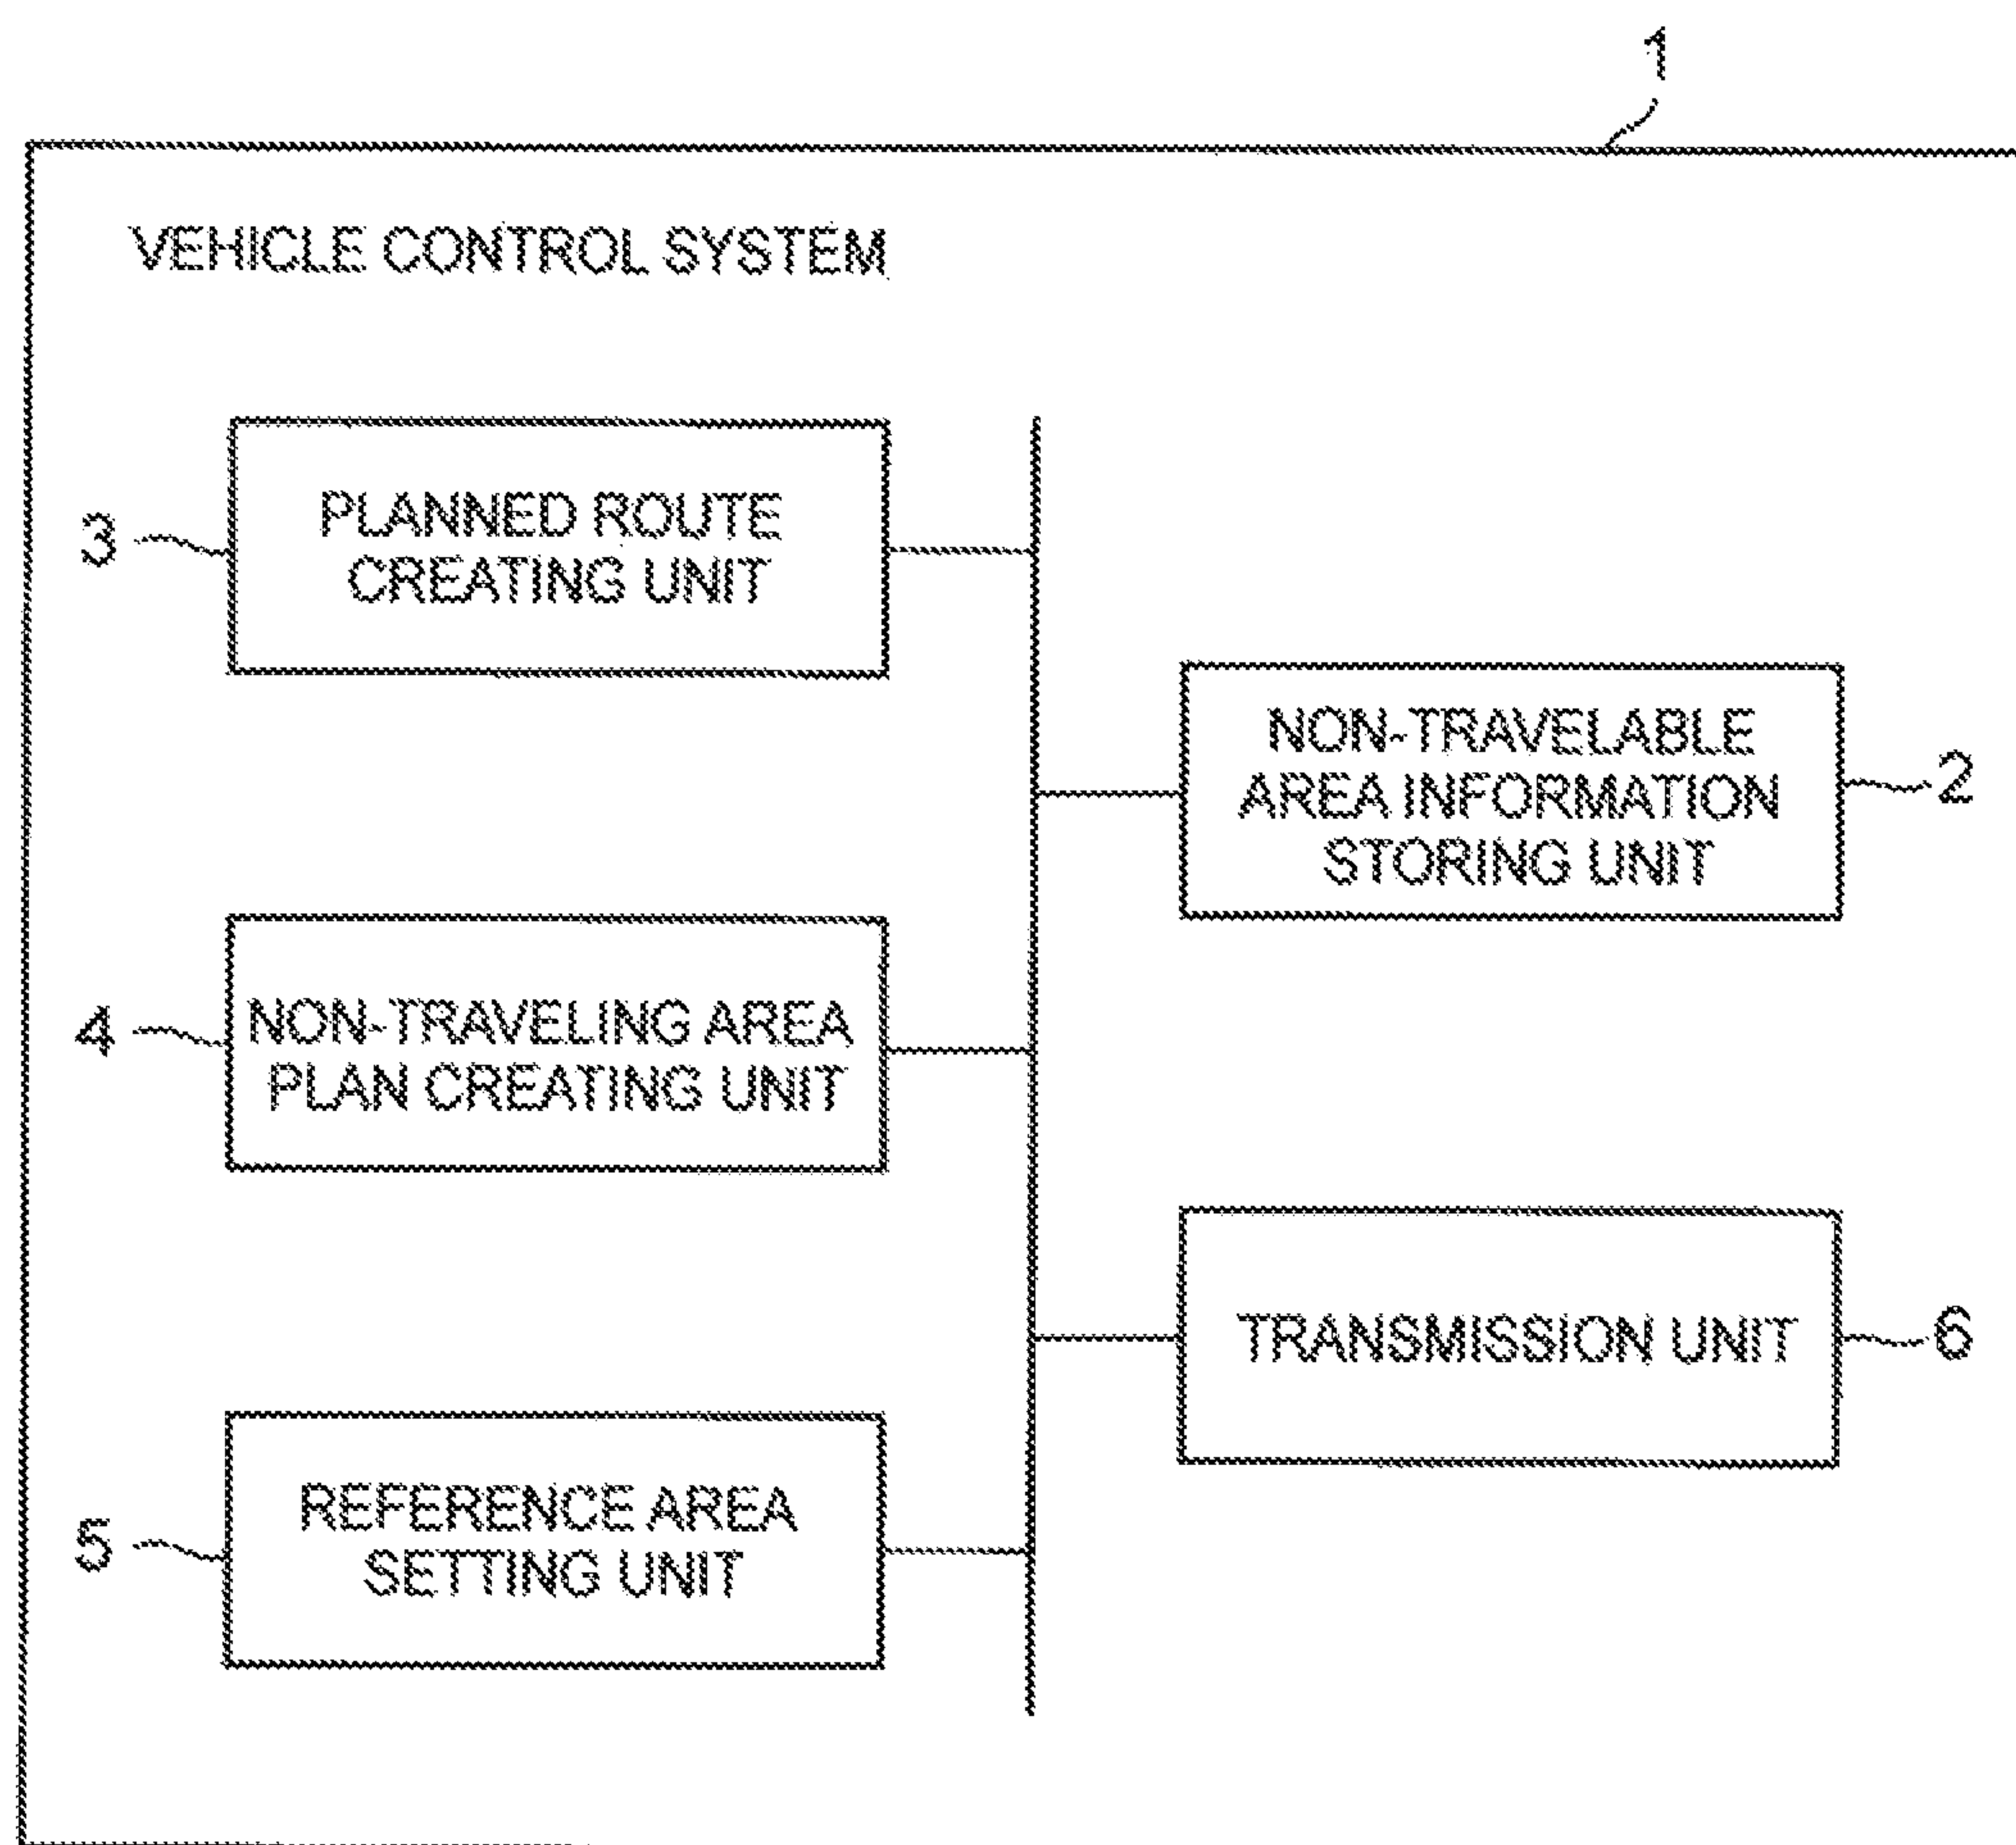 1
VEHICLE CONTROL SYSTEM
3
PLANNED ROUTE
CREATING UNIT
NON-TRAVELABLE
AREA INFORMATION
STORING UNIT
2
4
NON-TRAVELING AREA
PLAN CREATING UNIT
TRANSMISSION UNIT
6
5
REFERENCE AREA
SETTING UNIT